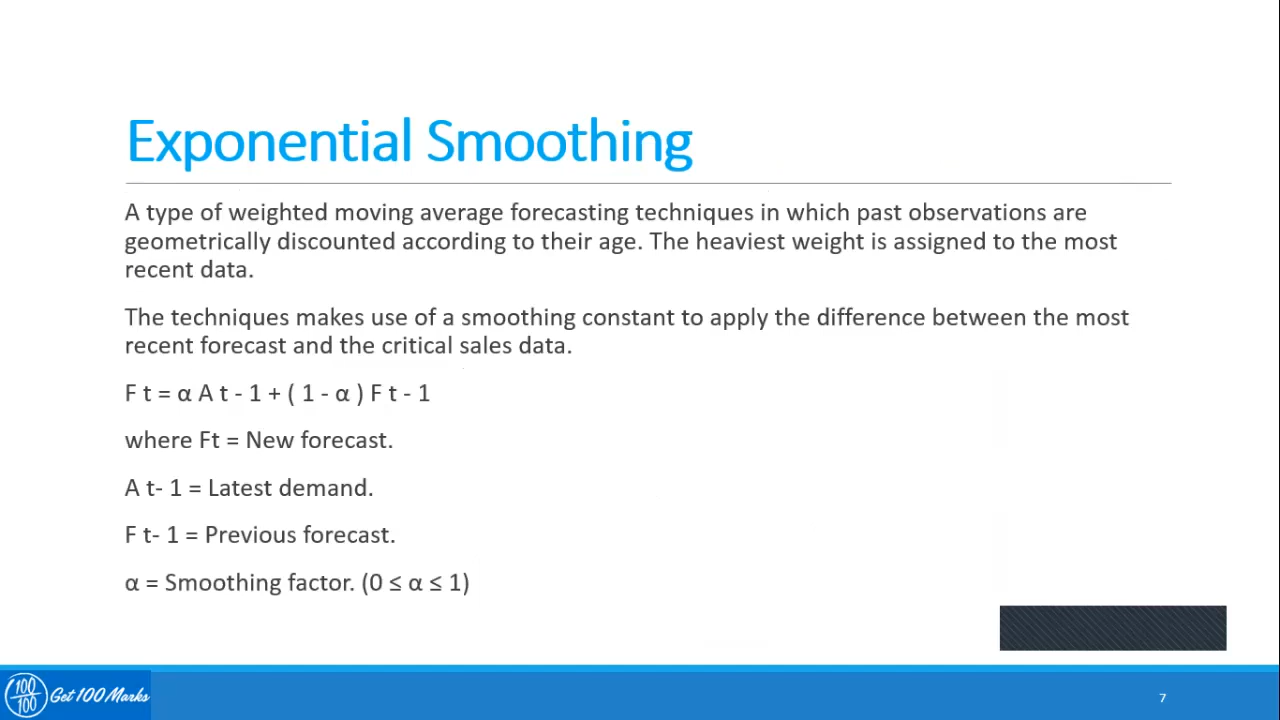 Exponential Smoothing
A type of weighted moving average forecasting techniques in which past observations are
geometrically discounted according to their age. The heaviest weight is assigned to the most
recent data.
The techniques makes use of a smoothing constant to apply the difference between the most
recent forecast and the critical sales data.
F t = α A t - 1 + ( 1 - α ) F t - 1
where Ft = New forecast.
A t- 1 = Latest demand.
F t- 1 = Previous forecast.
α = Smoothing factor. (0 ≤ α ≤ 1)
100
100
Get 100 Marks
7